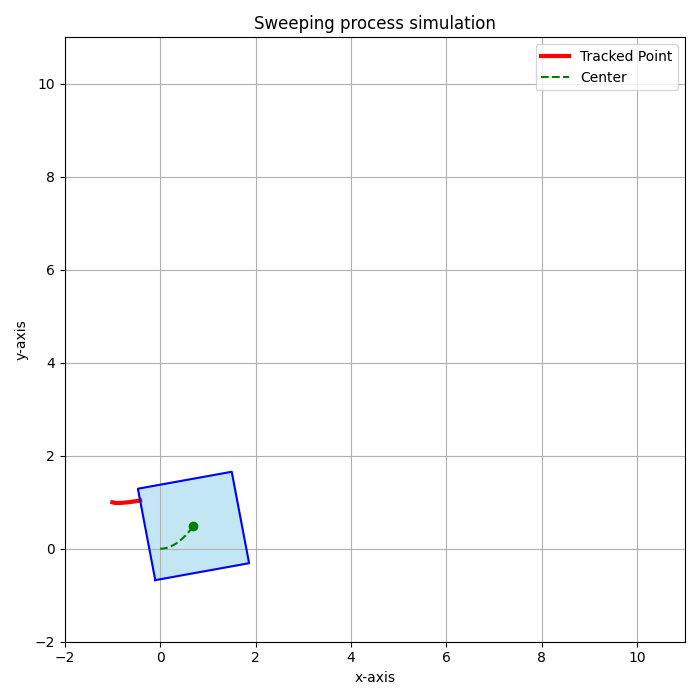 Sweeping process simulation
Tracked Point
Center
10
8
6
4
2
0
−2
y-axis
−2 0 2 4 6 8 10
x-axis